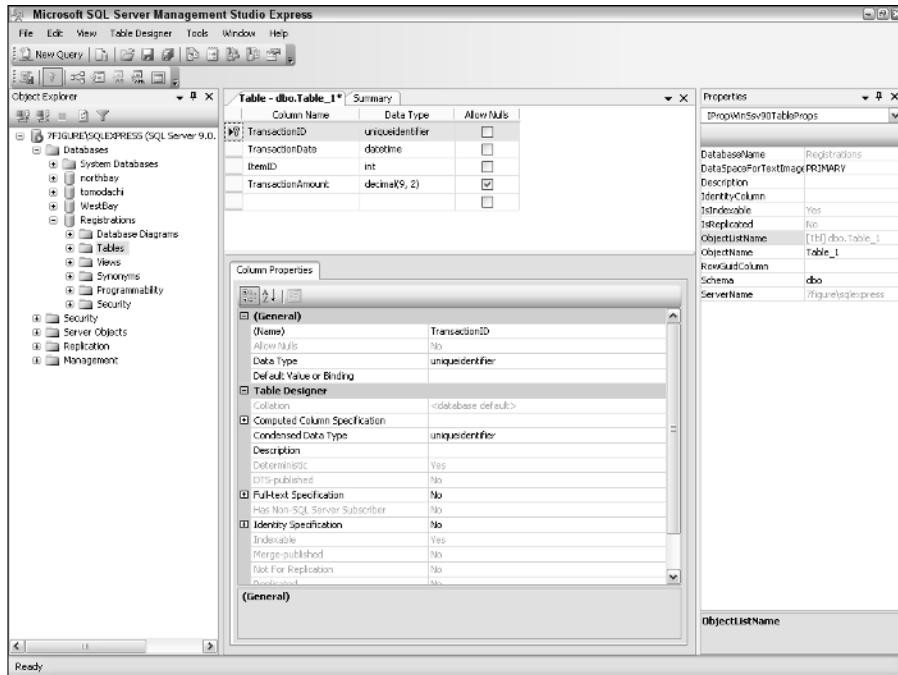 Microsoft SQL Server Management Studio Express
File Edit View Table Designer Tools Window Help
New Query
Object Explorer
7FIGURE\SQLEXPRESS (SQL Server 9.0.
Databases
System Databases
northbay
tomodachi
WestBay
Registrations
Database Diagrams
Tables
Views
Synonyms
Programmability
Security
Security
Server Objects
Replication
Management
Ready
Table - dbo.Table_1* Summary
Column Name Data Type Allow Nulls
TransactionID uniqueidentifier
TransactionDate datetime
ItemID int
TransactionAmount decimal(9, 2)
Column Properties
(General)
(Name) TransactionID
Allow Nulls No
Data Type uniqueidentifier
Default Value or Binding
Table Designer
Collation <database default>
Computed Column Specification
Condensed Data Type uniqueidentifier
Description
Deterministic Yes
DTS-published No
Full-text Specification No
Has Non-SQL Server Subscriber No
Identity Specification No
Indexable Yes
Merge-published No
Not For Replication No
Replicated No
(General)
Properties
IPropWinSsv90TableProps
DatabaseName Registrations
DataSpaceForTextImage PRIMARY
Description
IdentityColumn
IsIndexable Yes
IsReplicated No
ObjectListName [Tbl] dbo.Table_1
ObjectName Table_1
RowGuidColumn
Schema dbo
ServerName 7figure\sqlexpress
ObjectListName